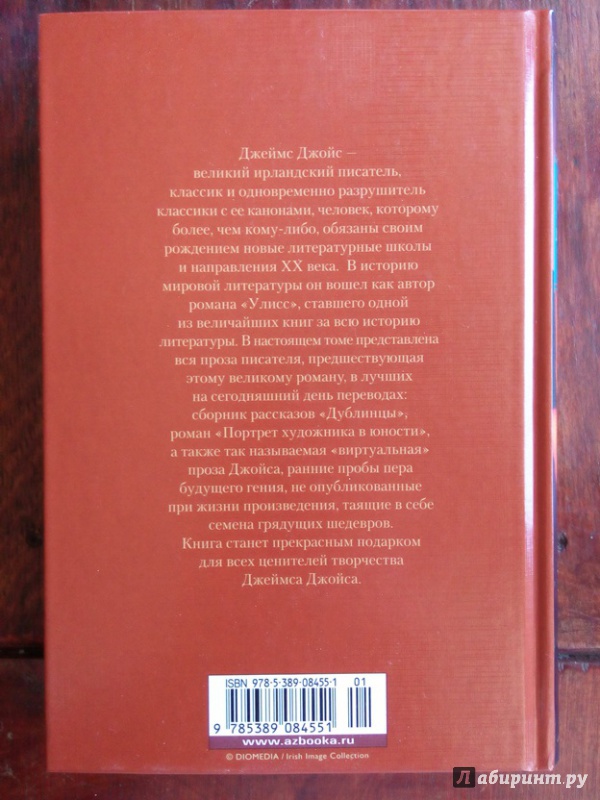 Джеймс Джойс —
великий ирландский писатель,
классик и одновременно разрушитель
классики с ее канонами, человек, которому
более, чем кому-либо, обязаны своим
рождением новые литературные школы
и направления XX века. В историю
мировой литературы он вошел как автор
романа «Улисс», ставшего одной
из величайших книг за всю историю
литературы. В настоящем томе представлена
вся проза писателя, предшествующая
этому великому роману, в лучших
на сегодняшний день переводах:
сборник рассказов «Дублинцы»,
роман «Портрет художника в юности»,
а также так называемая «виртуальная»
проза Джойса, ранние пробы пера
будущего гения, не опубликованные
при жизни произведения, таящие в себе
семена грядущих шедевров.
Книга станет прекрасным подарком
для всех ценителей творчества
Джеймса Джойса.
ISBN 978-5-389-08455-1 01
9 785389 084551
www.azbooka.ru
© DIOMEDIA / Irish Image Collection
Лабиринт.ру